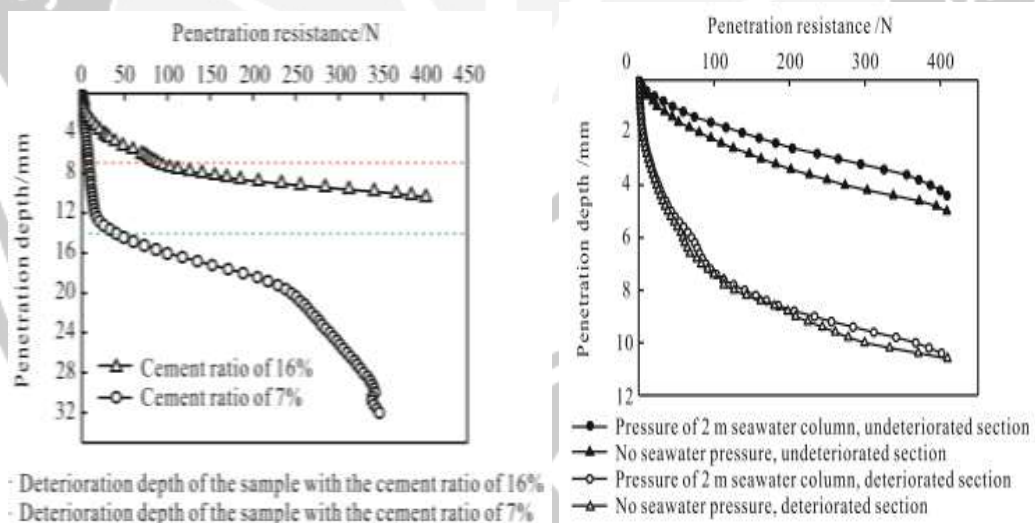 Penetration resistance/N
0 50 100 150 200 250 300 350 400 450
4
8
12
16
20
24
28
32
Penetration depth/mm
Cement ratio of 16%
Cement ratio of 7%
Deterioration depth of the sample with the cement ratio of 16%
Deterioration depth of the sample with the cement ratio of 7%
Penetration resistance /N
0 100 200 300 400
2
4
6
8
10
12
Penetration depth /mm
Pressure of 2 m seawater column, undeteriorated section
No seawater pressure, undeteriorated section
Pressure of 2 m seawater column, deteriorated section
No seawater pressure, deteriorated section